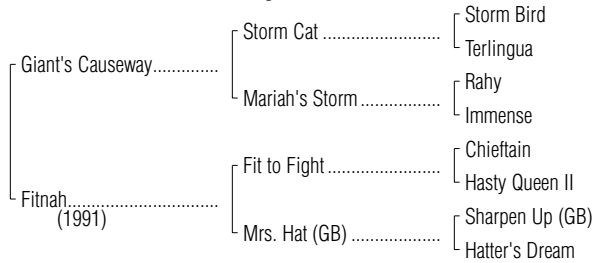 Storm Bird
Storm Cat ......................
Terlingua
Giant's Causeway..............
Rahy
Mariah's Storm ...............
Immense
Chieftain
Fit to Fight .....................
Hasty Queen II
Fitnah................................
(1991)
Sharpen Up (GB)
Mrs. Hat (GB) .................
Hatter's Dream